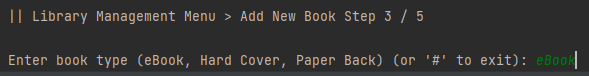 || Library Management Menu > Add New Book Step 3 / 5
Enter book type (eBook, Hard Cover, Paper Back) (or '#' to exit): eBook